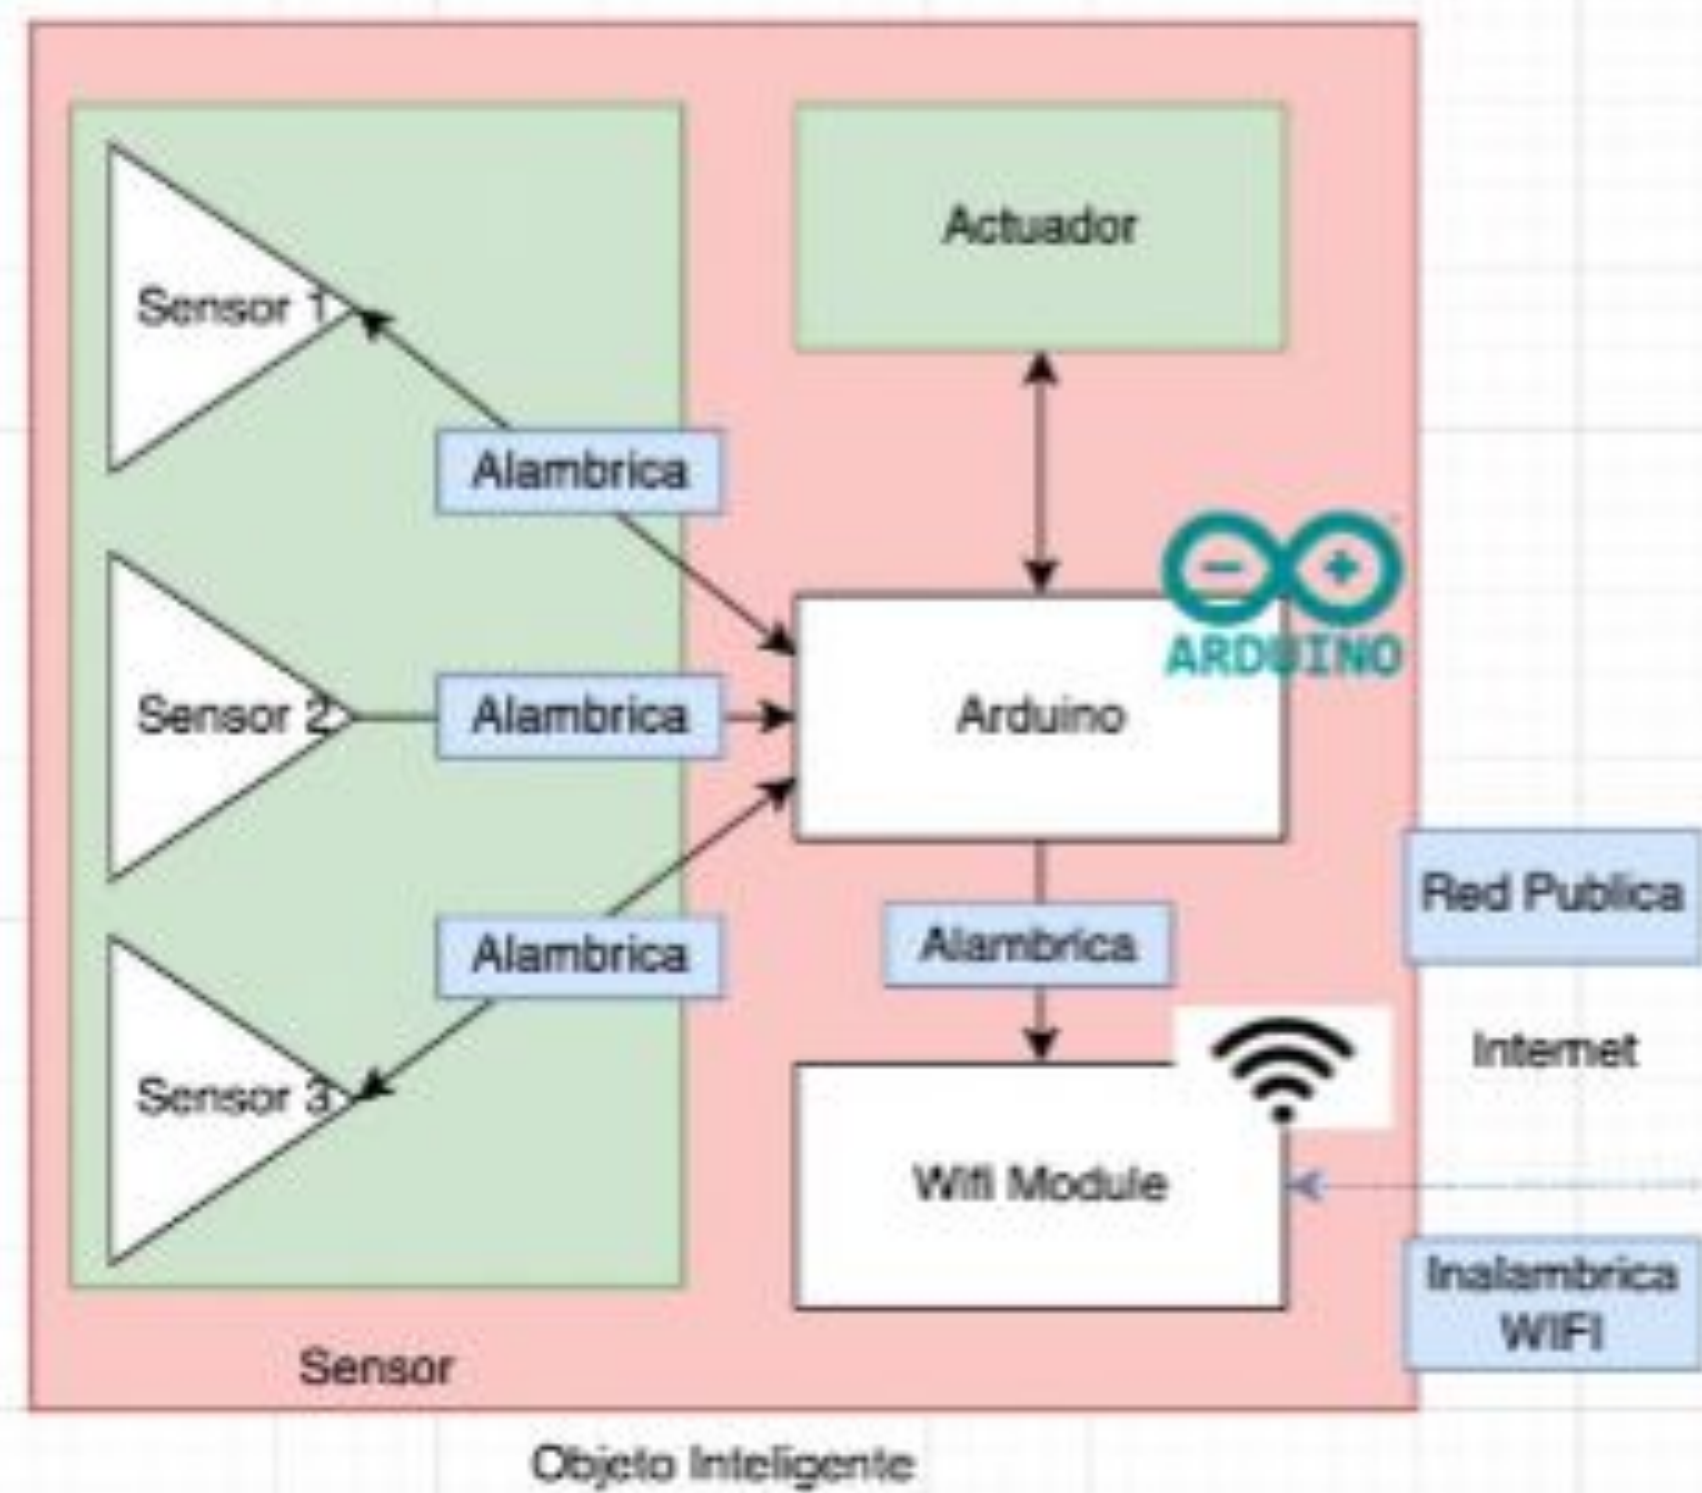 Actuador
Sensor 1
Alambrica
ARDUINO
Sensor 2
Alambrica
Arduino
Red Publica
Alambrica
Alambrica
Internet
Sensor 3
Wifi Module
Inalambrica
WIFI
Sensor
Objeto Inteligente